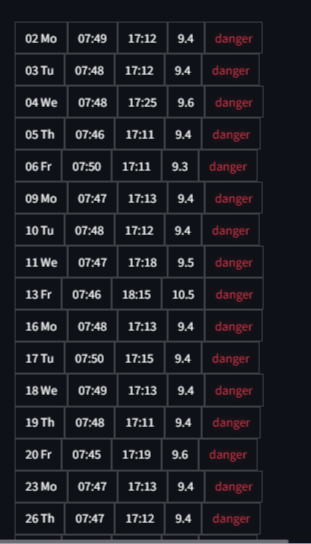 02 Mo 07:49 17:12 9.4 danger
03 Tu 07:48 17:12 9.4 danger
04 We 07:48 17:25 9.6 danger
05 Th 07:46 17:11 9.4 danger
06 Fr 07:50 17:11 9.3 danger
09 Mo 07:47 17:13 9.4 danger
10 Tu 07:48 17:12 9.4 danger
11 We 07:47 17:18 9.5 danger
13 Fr 07:46 18:15 10.5 danger
16 Mo 07:48 17:13 9.4 danger
17 Tu 07:50 17:15 9.4 danger
18 We 07:49 17:13 9.4 danger
19 Th 07:48 17:11 9.4 danger
20 Fr 07:45 17:19 9.6 danger
23 Mo 07:47 17:13 9.4 danger
26 Th 07:47 17:12 9.4 danger